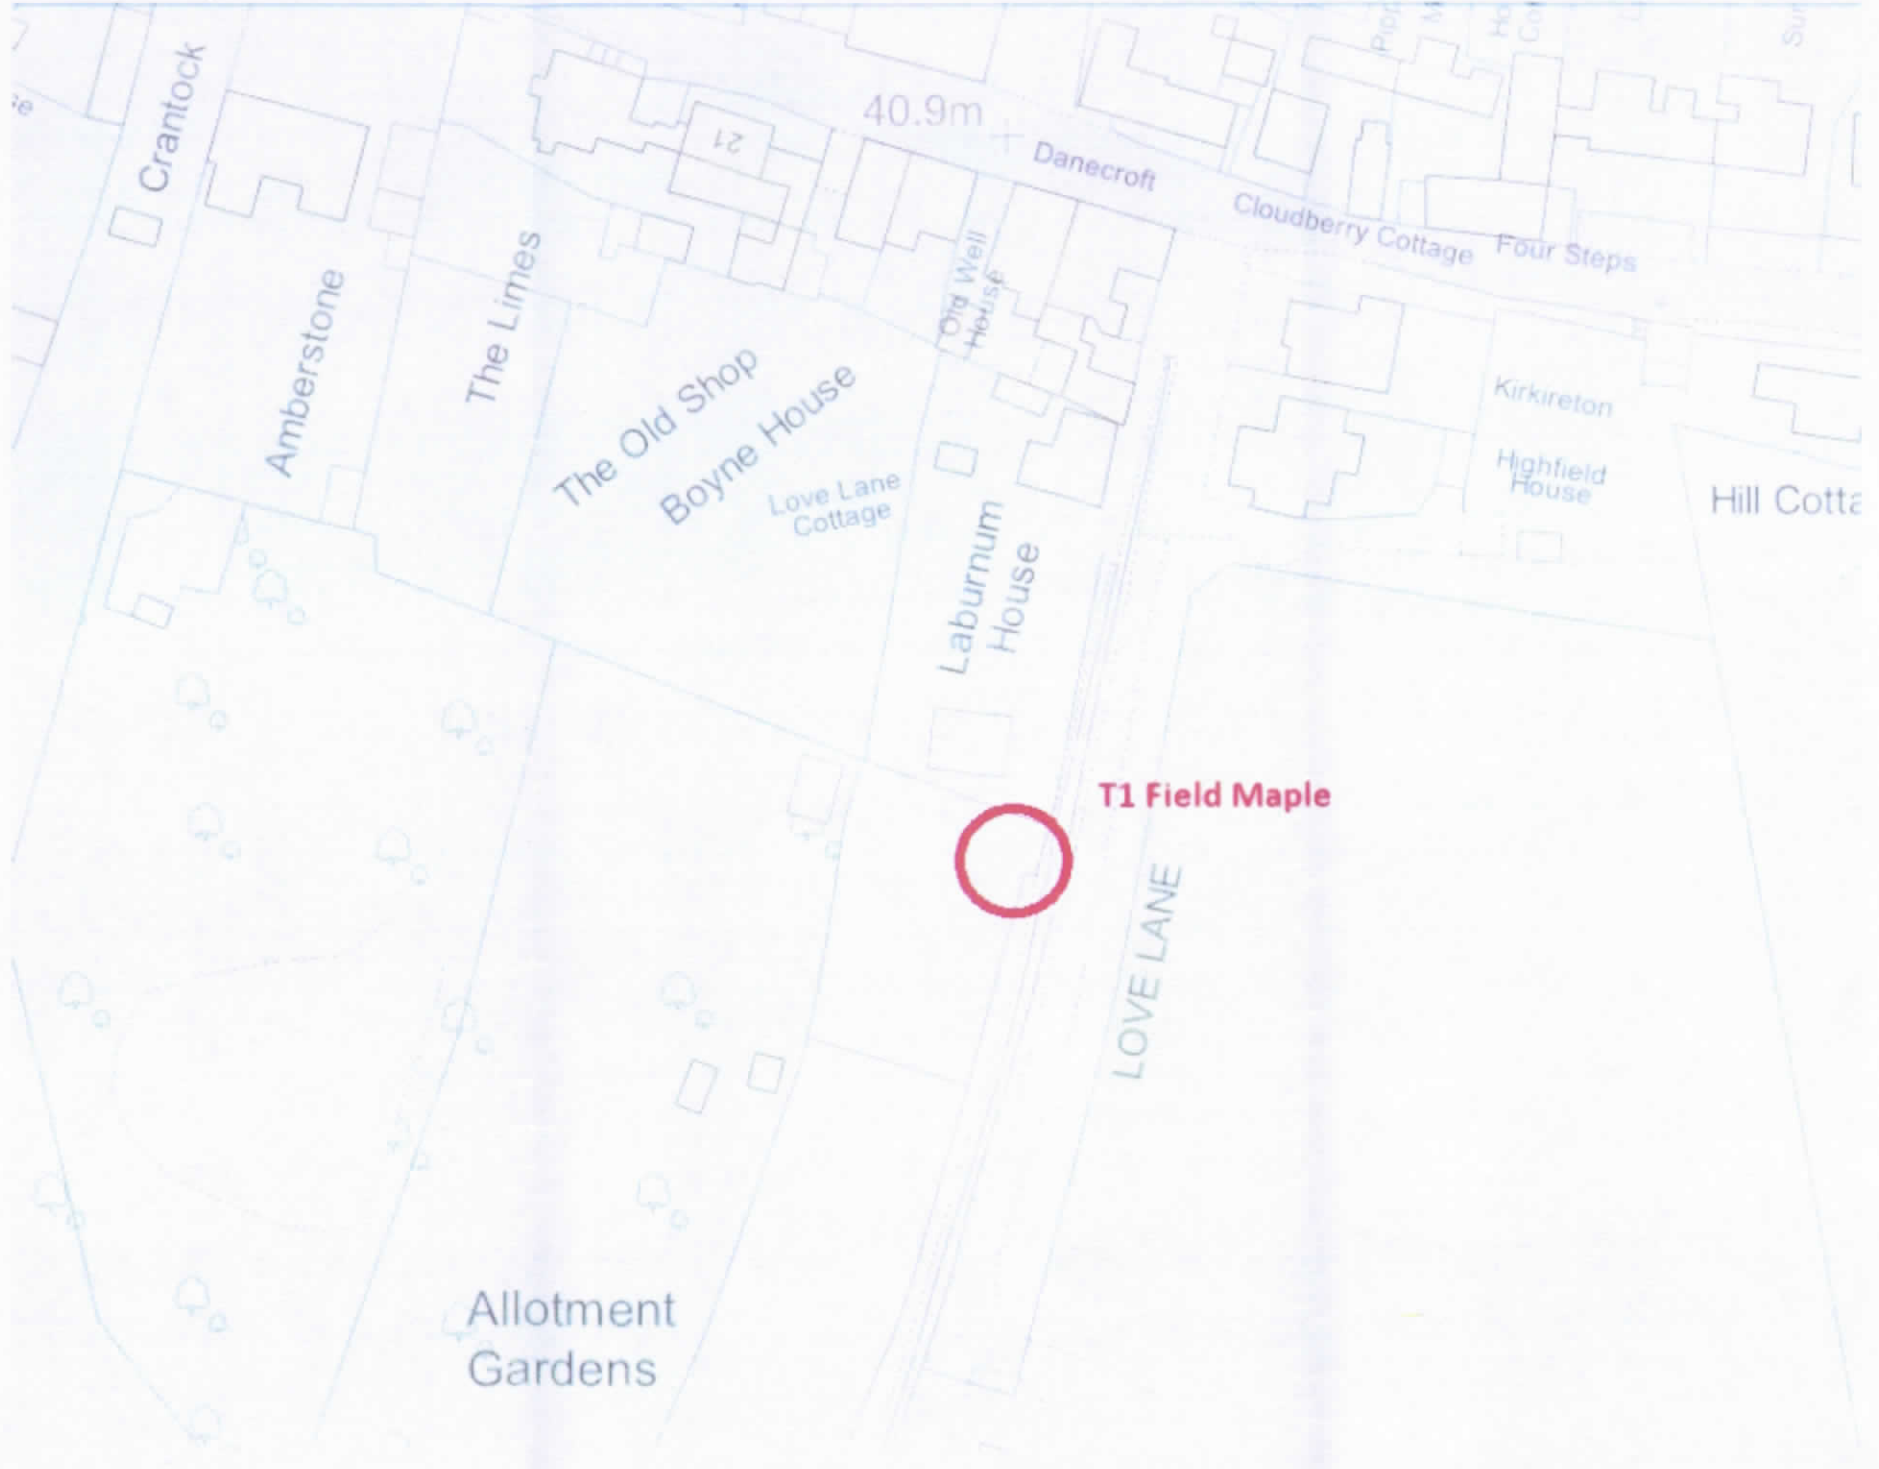 Crantock
40.9m
21
Danecroft
Cloudberry Cottage
Four Steps
Amberstone
The Limes
Old Well
House
The Old Shop
Boyne House
Love Lane
Cottage
Kirkireton
Highfield
House
Hill Cotta
Laburnum
House
T1 Field Maple
LOVE LANE
Allotment
Gardens